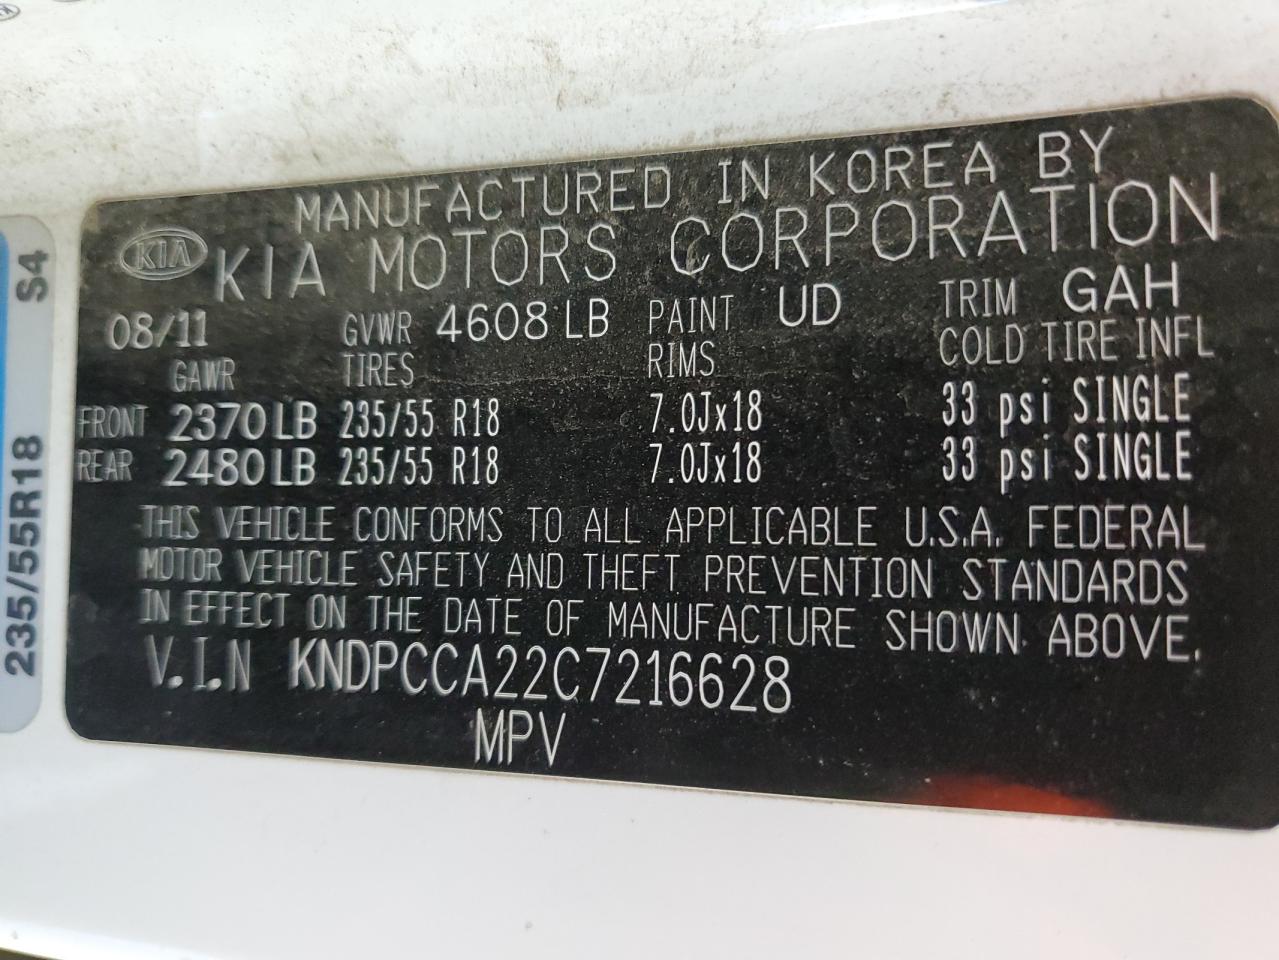 MANUFACTURED IN KOREA BY
KIA KIA MOTORS CORPORATION
08/11 GVWR 4608 LB PAINT UD TRIM GAH
GAWR TIRES RIMS COLD TIRE INFL
FRONT 2370 LB 235/55 R18 7.0Jx18 33 psi SINGLE
REAR 2480 LB 235/55 R18 7.0Jx18 33 psi SINGLE
THIS VEHICLE CONFORMS TO ALL APPLICABLE U.S.A. FEDERAL
MOTOR VEHICLE SAFETY AND THEFT PREVENTION STANDARDS
IN EFFECT ON THE DATE OF MANUFACTURE SHOWN ABOVE.
V.I.N KNDPCCA22C7216628
MPV
235/55R18 S4